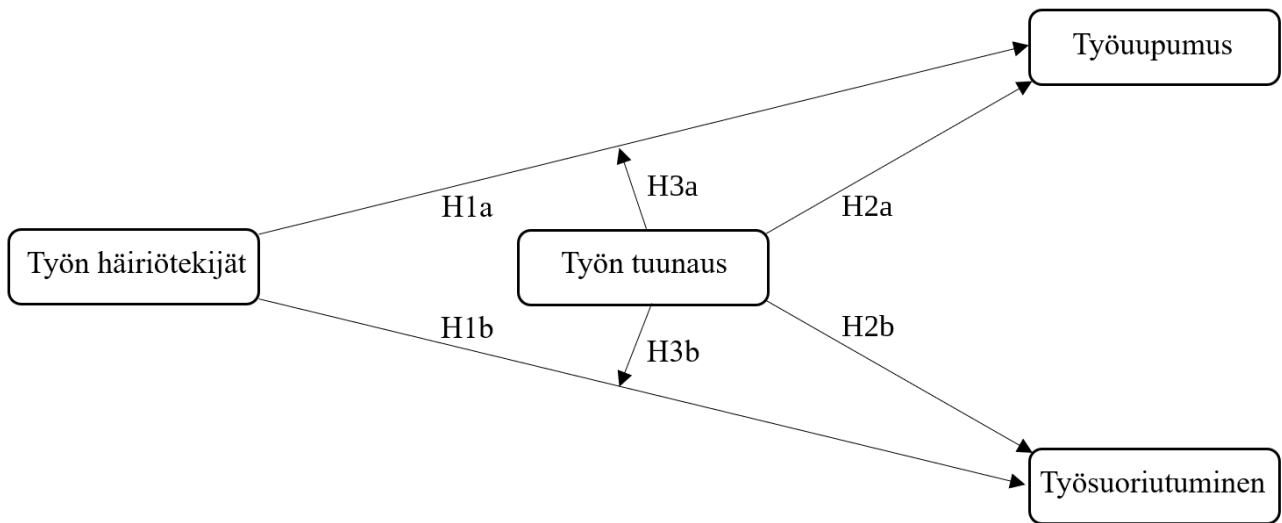 Työuupumus
H3a
H1a
H2a
Työn häiriötekijät
Työn tuunaus
H1b
H2b
H3b
Työsuoriutuminen